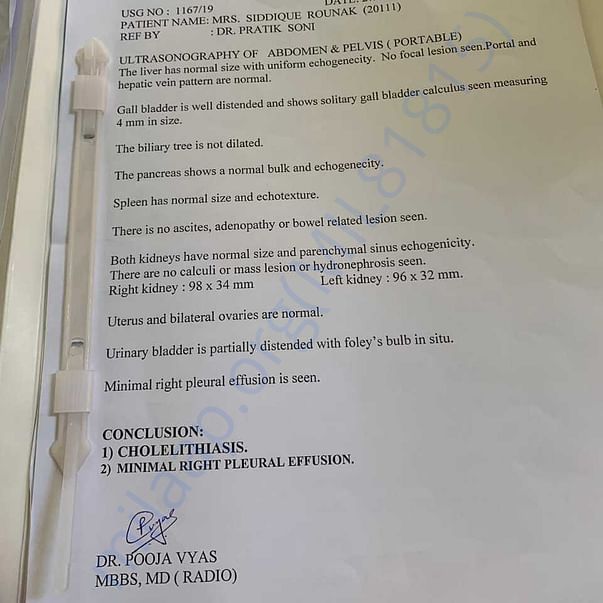 USG NO : 1167/19
PATIENT NAME: MRS. SIDDIQUE ROUNAK (20111)
REF BY : DR. PRATIK SONI
ULTRASONOGRAPHY OF ABDOMEN & PELVIS ( PORTABLE)
The liver has normal size with uniform echogenecity. No focal lesion seen.Portal and
hepatic vein pattern are normal.
Gall bladder is well distended and shows solitary gall bladder calculus seen measuring
4 mm in size.
The biliary tree is not dilated.
The pancreas shows a normal bulk and echogenecity.
Spleen has normal size and echotexture.
There is no ascites, adenopathy or bowel related lesion seen.
Both kidneys have normal size and parenchymal sinus echogenicity.
There are no calculi or mass lesion or hydronephrosis seen.
Right kidney : 98 x 34 mm Left kidney : 96 x 32 mm.
Uterus and bilateral ovaries are normal.
Urinary bladder is partially distended with foley's bulb in situ.
Minimal right pleural effusion is seen.
CONCLUSION:
1) CHOLELITHIASIS.
2) MINIMAL RIGHT PLEURAL EFFUSION.
DR. POOJA VYAS
MBBS, MD ( RADIO)
milaap.org(MIL81815)